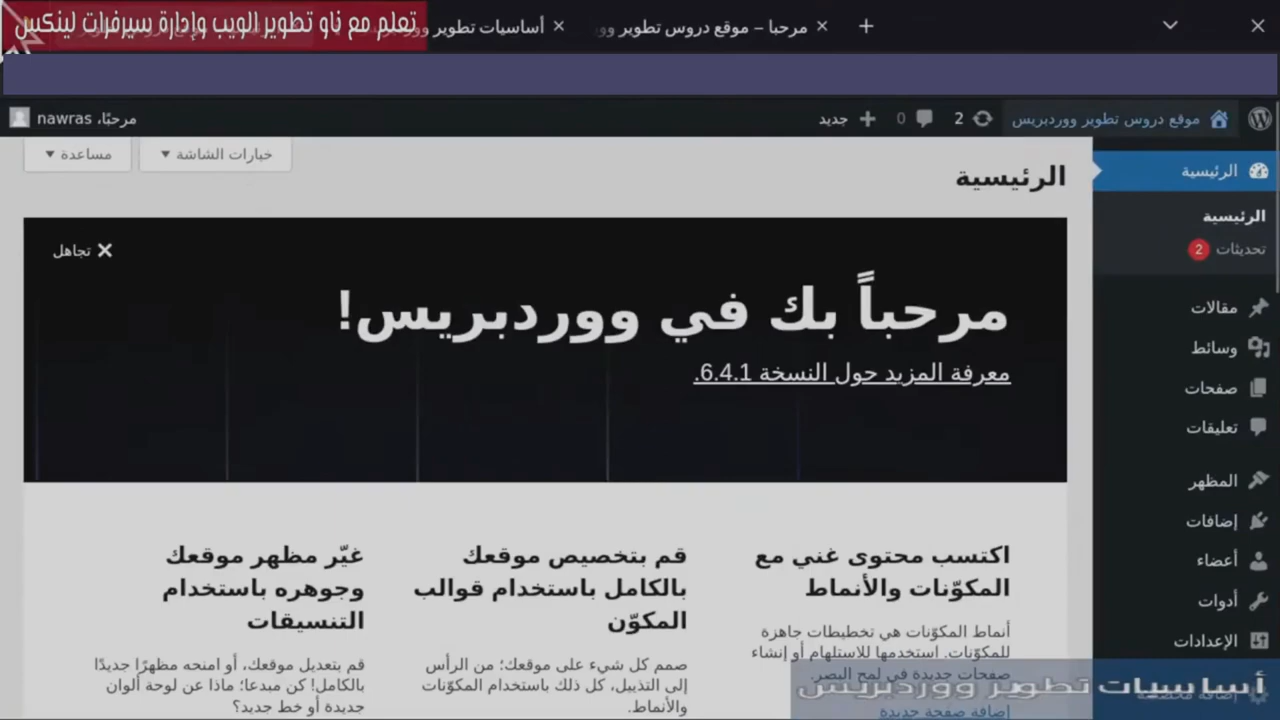 تعلم مع ناو تطوير الويب وإدارة سيرفرات لينكس
أساسيات تطوير وو
مرحبا – موقع دروس تطوير وو
موقع دروس تطوير ووردبريس
2
0
جديد
مرحبًا، nawras
خيارات الشاشة
مساعدة
الرئيسية
الرئيسية
الرئيسية
تحديثات 2
مقالات
وسائط
صفحات
تعليقات
المظهر
إضافات
أعضاء
أدوات
الإعدادات
تجاهل
مرحباً بك في ووردبريس!
معرفة المزيد حول النسخة 6.4.1.
اكتسب محتوى غني مع
المكوّنات والأنماط
أنماط المكوّنات هي تخطيطات جاهزة
للمكوّنات. استخدمها للاستلهام أو إنشاء
صفحات جديدة في لمح البصر.
إضافة صفحة جديدة
قم بتخصيص موقعك
بالكامل باستخدام قوالب
المكوّن
صمم كل شيء على موقعك؛ من الرأس
إلى التذييل، كل ذلك باستخدام المكوّنات
والأنماط.
غيّر مظهر موقعك
وجوهره باستخدام
التنسيقات
قم بتعديل موقعك، أو امنحه مظهرًا جديدًا
بالكامل! كن مبدعا؛ ماذا عن لوحة ألوان
جديدة أو خط جديد؟
أساسيات تطوير ووردبريس